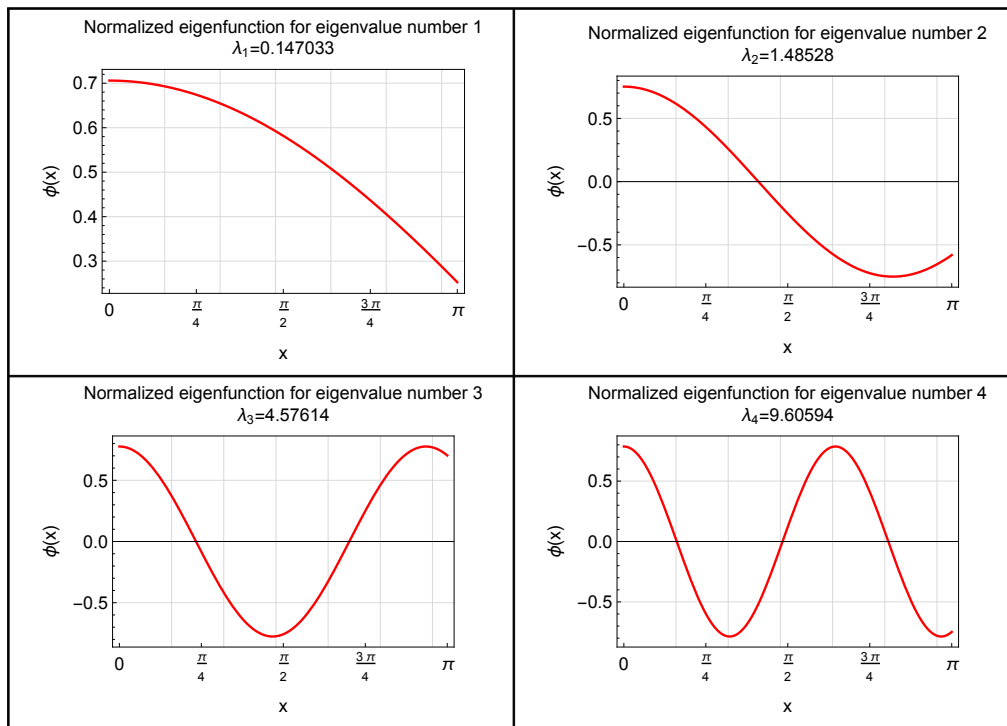 Normalized eigenfunction for eigenvalue number 1
λ₁=0.147033
0.7
0.6
0.5
0.4
0.3
ϕ(x)
0
π/4
π/2
3 π/4
π
x
Normalized eigenfunction for eigenvalue number 2
λ₂=1.48528
0.5
0.0
−0.5
ϕ(x)
0
π/4
π/2
3 π/4
π
x
Normalized eigenfunction for eigenvalue number 3
λ₃=4.57614
0.5
0.0
−0.5
ϕ(x)
0
π/4
π/2
3 π/4
π
x
Normalized eigenfunction for eigenvalue number 4
λ₄=9.60594
0.5
0.0
−0.5
ϕ(x)
0
π/4
π/2
3 π/4
π
x